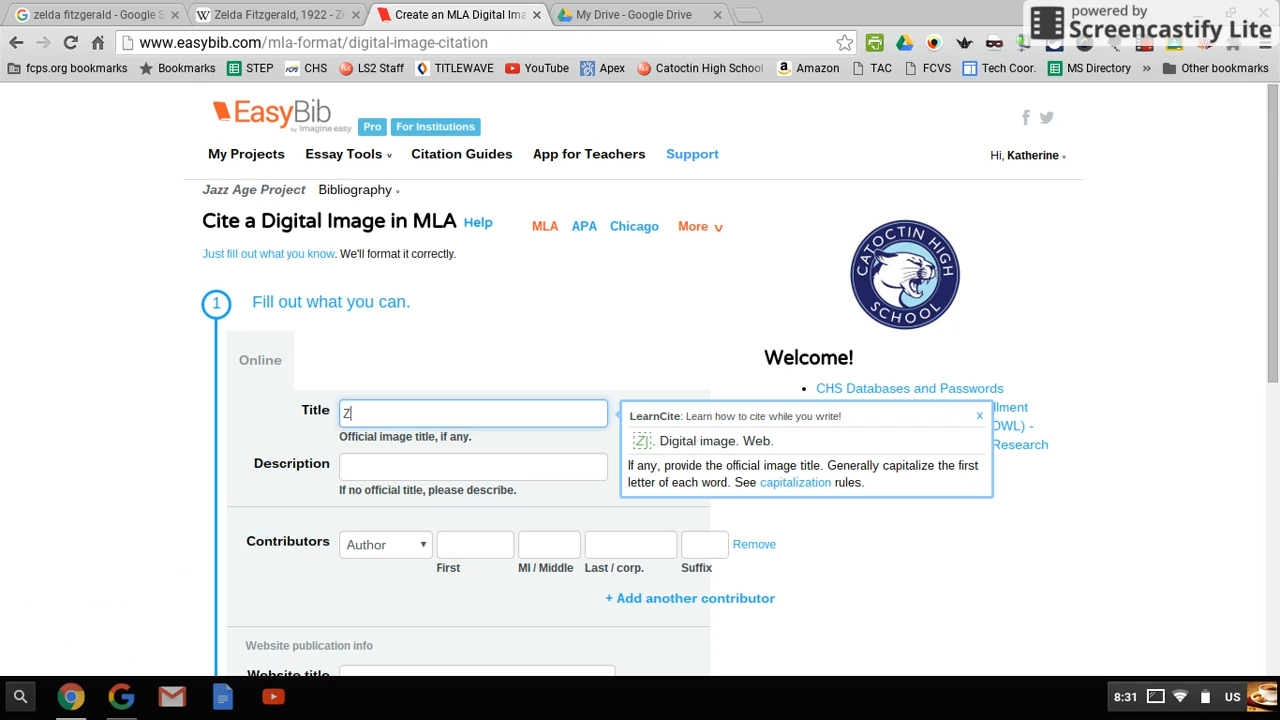 zelda fitzgerald - Google S
Zelda Fitzgerald, 1922 - Z
Create an MLA Digital Ima
My Drive - Google Drive
powered by
Screencastify Lite
www.easybib.com/mla-format/digital-image-citation
fcps.org bookmarks Bookmarks STEP CHS LS2 Staff LITTLEVIVE YouTube Apex Catoctin High School Amazon TAC FCVS Tech Coor. MS Directory » Other bookmarks
EasyBib
by imagine easy
Pro For Institutions
My Projects Essay Tools v Citation Guides App for Teachers Support
Hi, Katherine
Jazz Age Project Bibliography
Cite a Digital Image in MLA Help MLA APA Chicago More v
Just fill out what you know. We'll format it correctly.
CATOCTIN HIGH
SCHOOL
1 Fill out what you can.
Online
Welcome!
• CHS Databases and Passwords
llment
OWL) -
Research
Title Z
Official image title, if any.
LearnCite: Learn how to cite while you write! x
Z|. Digital image. Web.
If any, provide the official image title. Generally capitalize the first
letter of each word. See capitalization rules.
Description
If no official title, please describe.
Contributors Author Remove
First MI / Middle Last / corp. Suffix
+ Add another contributor
Website publication info
Website title
8:31 US